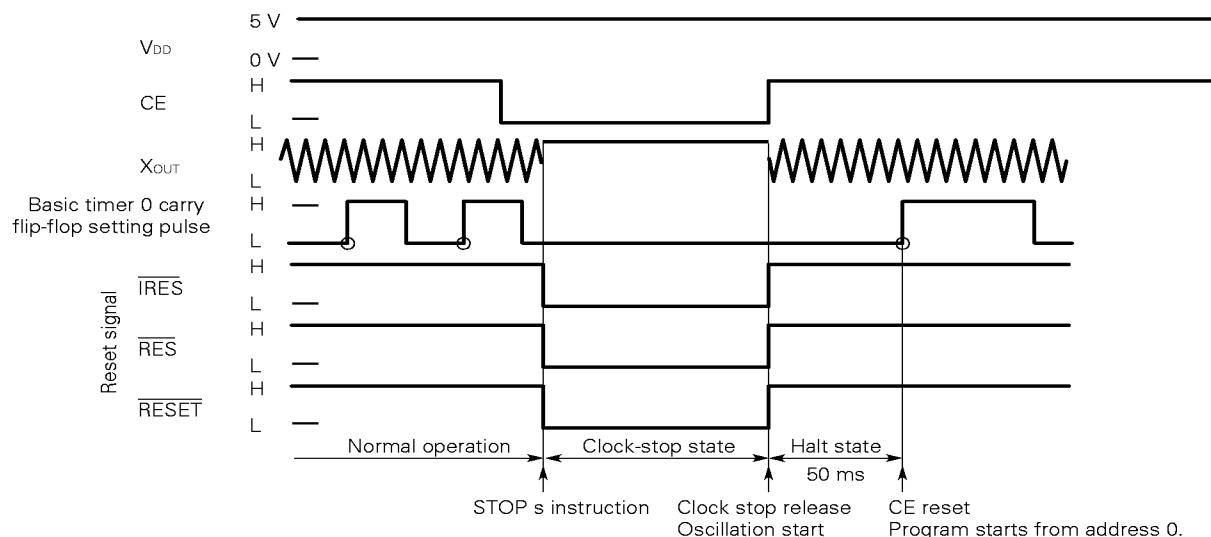 5 V
VDD
0 V
H
CE
L
H
XOUT
L
Basic timer 0 carry
flip-flop setting pulse
H
L
Reset signal
H
IRES
L
H
RES
L
H
RESET
L
Normal operation
Clock-stop state
Halt state
50 ms
STOP s instruction
Clock stop release
Oscillation start
CE reset
Program starts from address 0.